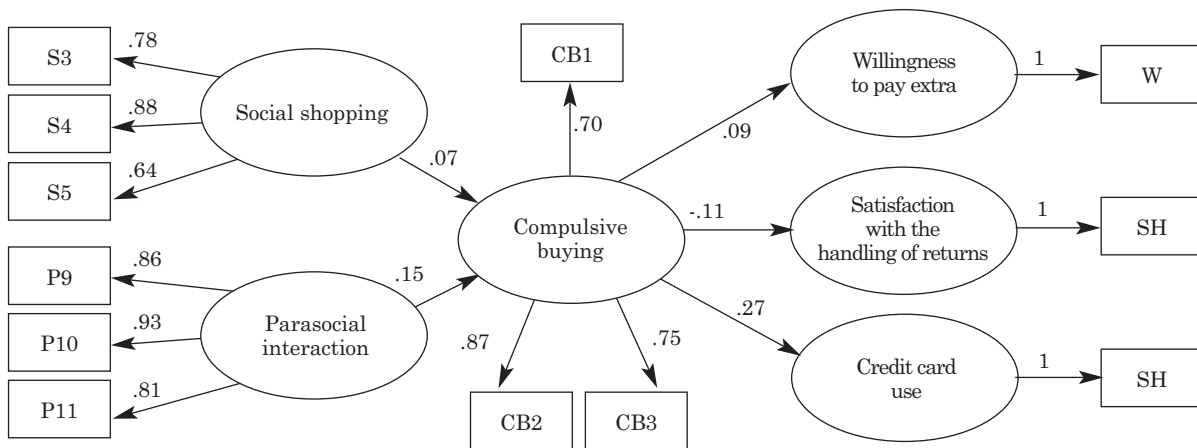 S3
.78
S4
.88
S5
.64
Social shopping
.07
P9
.86
P10
.93
P11
.81
Parasocial
interaction
.15
CB1
.70
Compulsive
buying
.87
CB2
.75
CB3
.09
Willingness
to pay extra
1
W
-.11
Satisfaction
with the
handling of returns
1
SH
.27
Credit card
use
1
SH